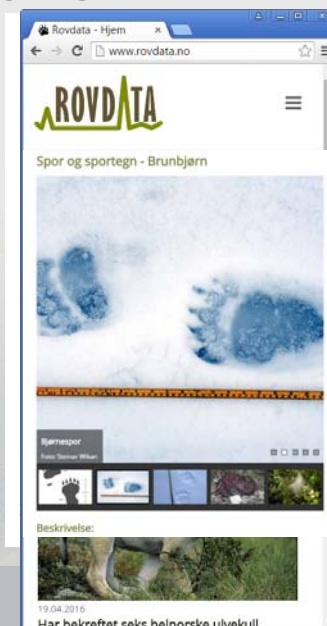 Rovdata - Hjem
www.rovdata.no
ROVDATA
Spor og sportegn - Brunbjørn
Bjørnespor
Foto: Steinar Wikan
Beskrivelse:
19.04.2016
Har bekreftet seks helnorske ulvekull